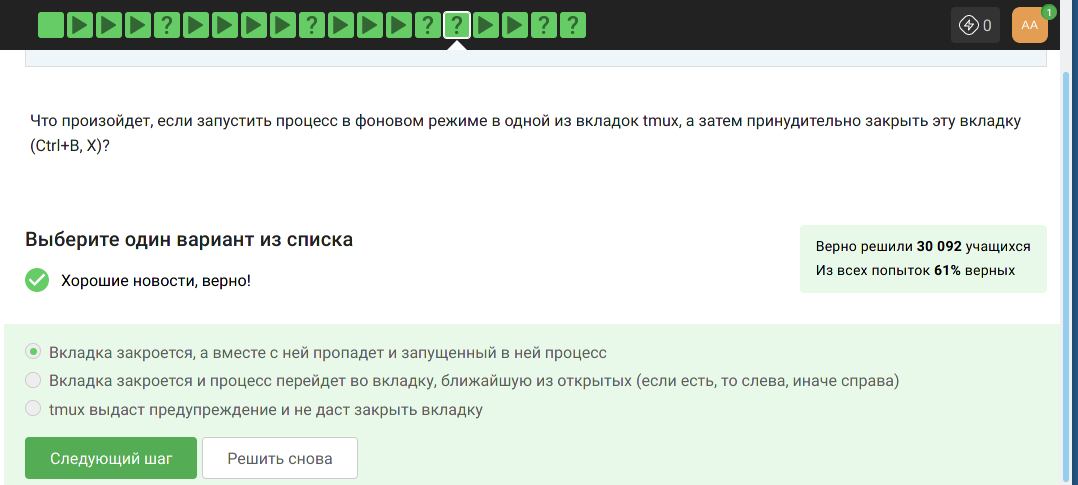 ? ? ? ? ? ?
0
AA
1
Что произойдет, если запустить процесс в фоновом режиме в одной из вкладок tmux, а затем принудительно закрыть эту вкладку
(Ctrl+B, X)?
Выберите один вариант из списка
Хорошие новости, верно!
Верно решили 30 092 учащихся
Из всех попыток 61% верных
Вкладка закроется, а вместе с ней пропадет и запущенный в ней процесс
Вкладка закроется и процесс перейдет во вкладку, ближайшую из открытых (если есть, то слева, иначе справа)
tmux выдаст предупреждение и не даст закрыть вкладку
Следующий шаг
Решить снова